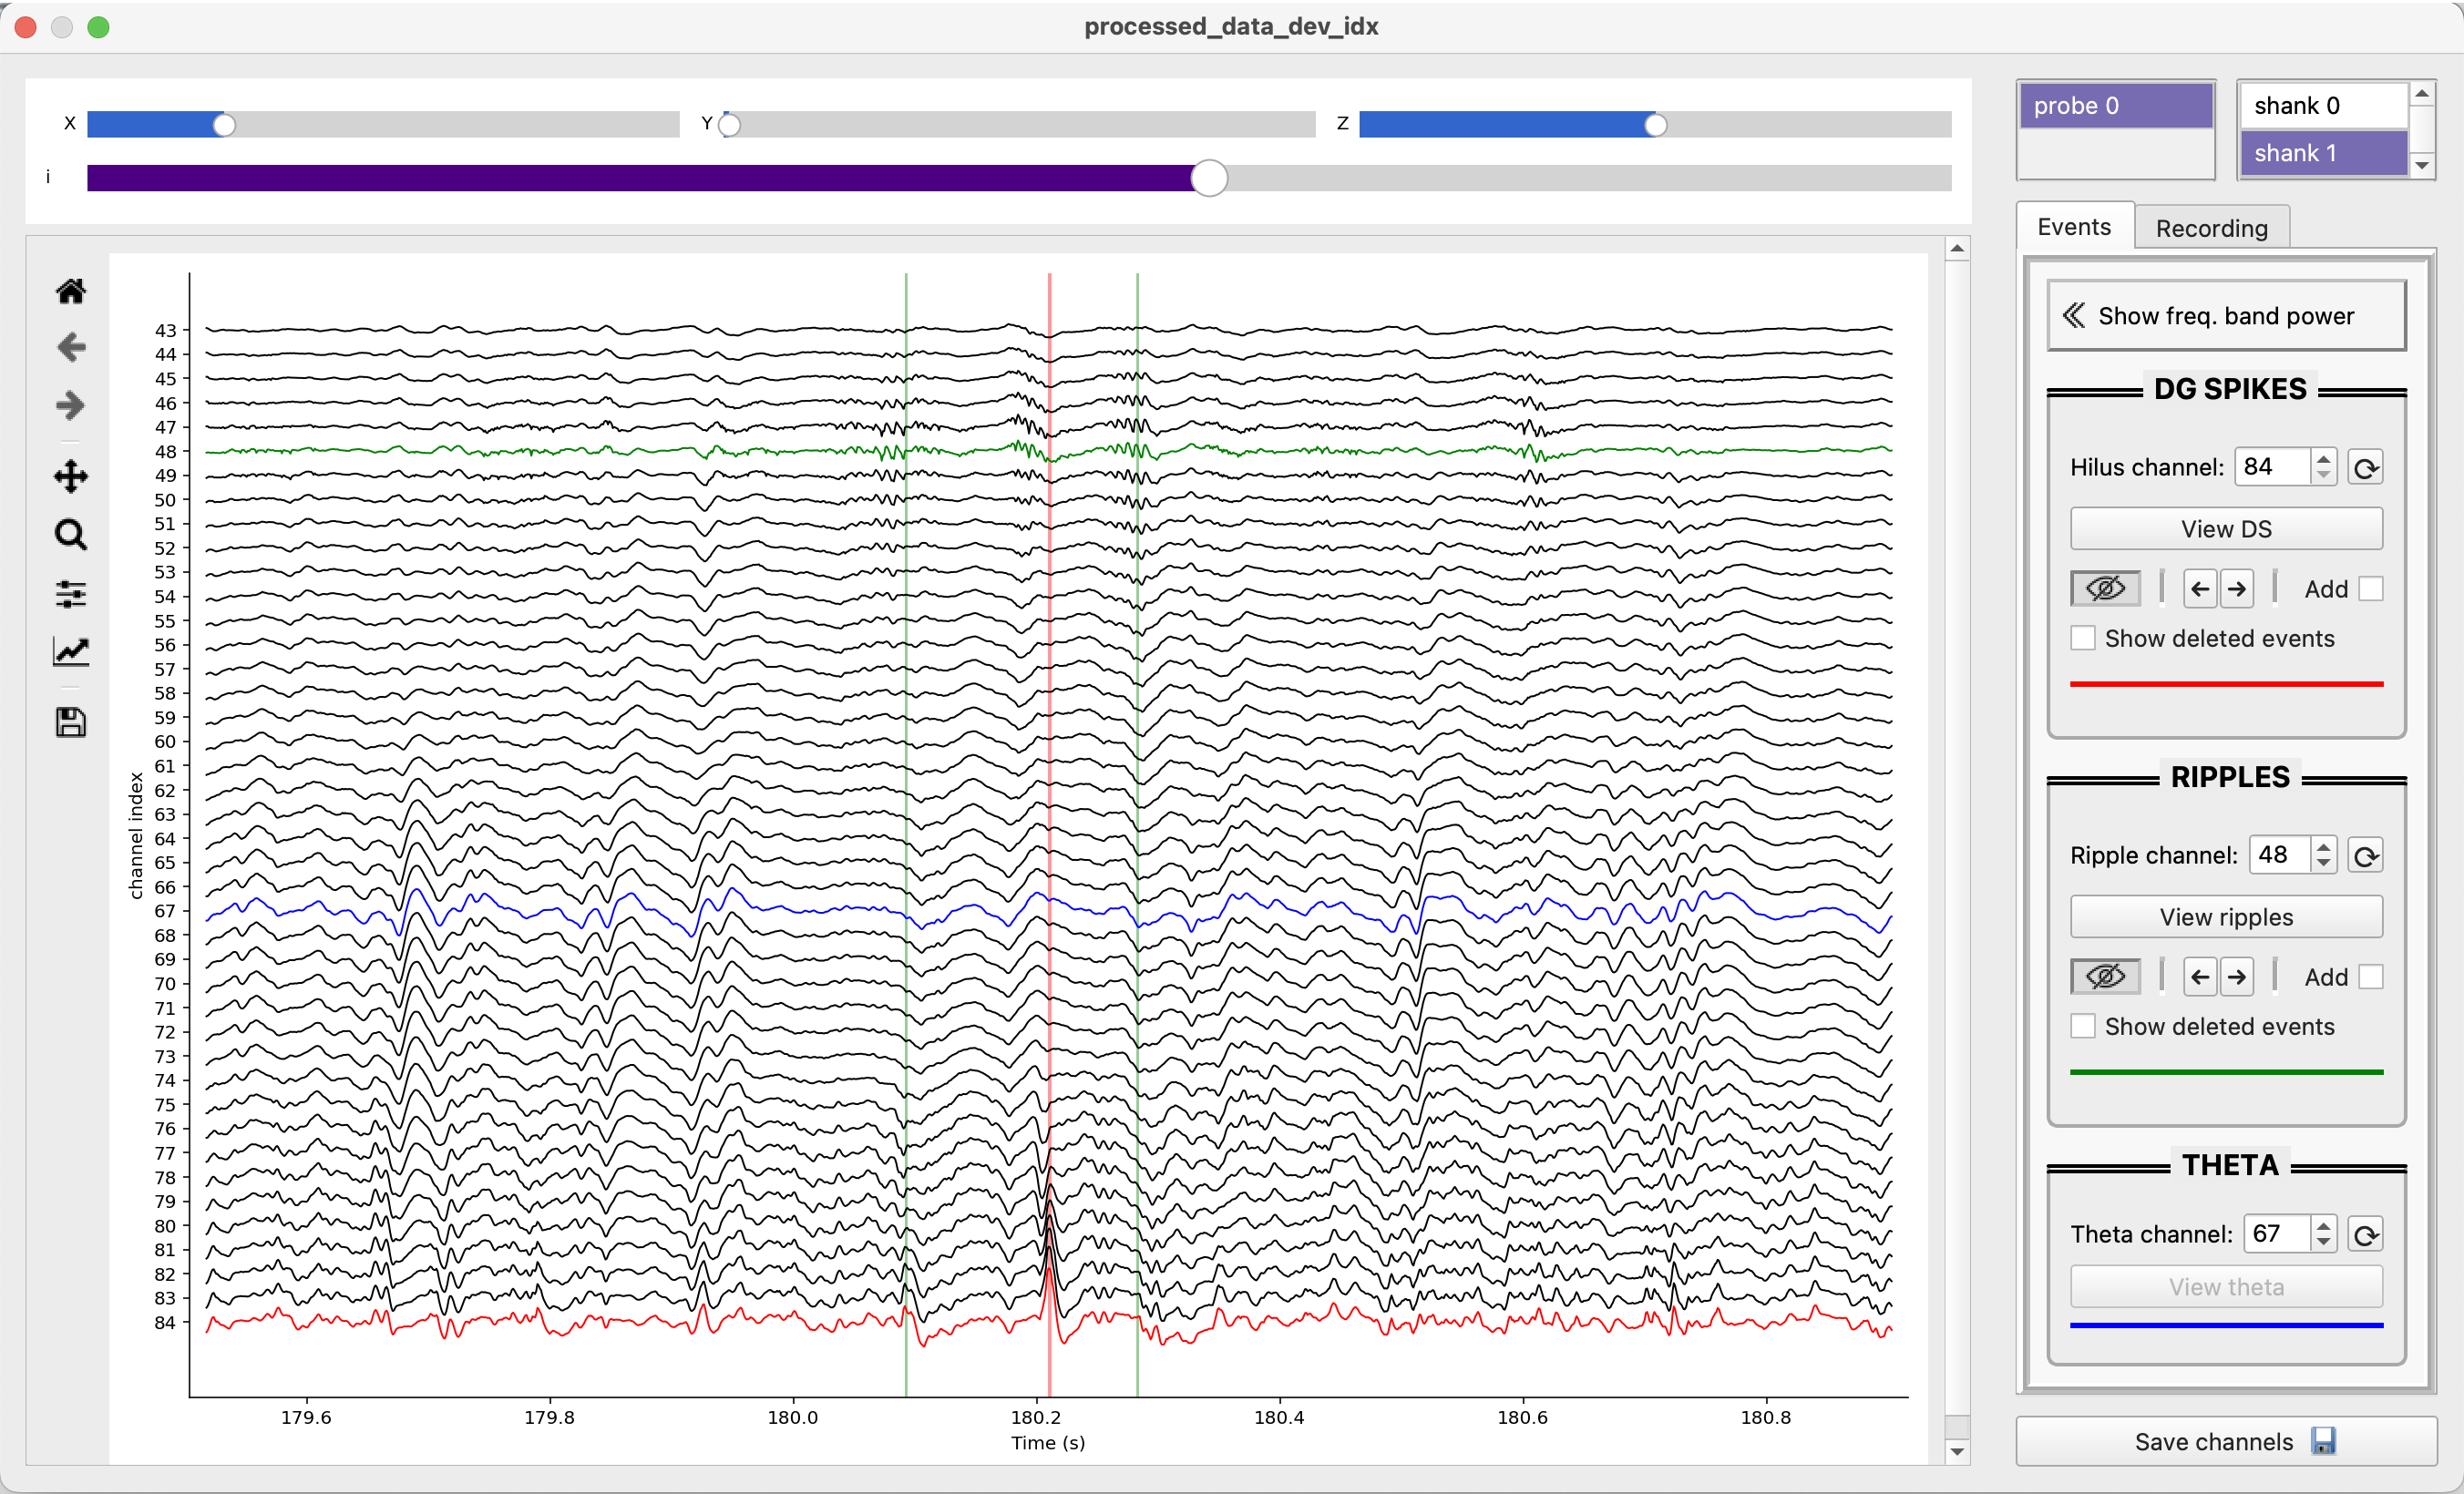 processed_data_dev_idx
X
Y
Z
i
probe 0
shank 0
shank 1
Events
Recording
Show freq. band power
DG SPIKES
Hilus channel: 84
View DS
Add
Show deleted events
RIPPLES
Ripple channel: 48
View ripples
Add
Show deleted events
THETA
Theta channel: 67
View theta
Save channels
channel index
43
44
45
46
47
48
49
50
51
52
53
54
55
56
57
58
59
60
61
62
63
64
65
66
67
68
69
70
71
72
73
74
75
76
77
78
79
80
81
82
83
84
179.6 179.8 180.0 180.2 180.4 180.6 180.8
Time (s)